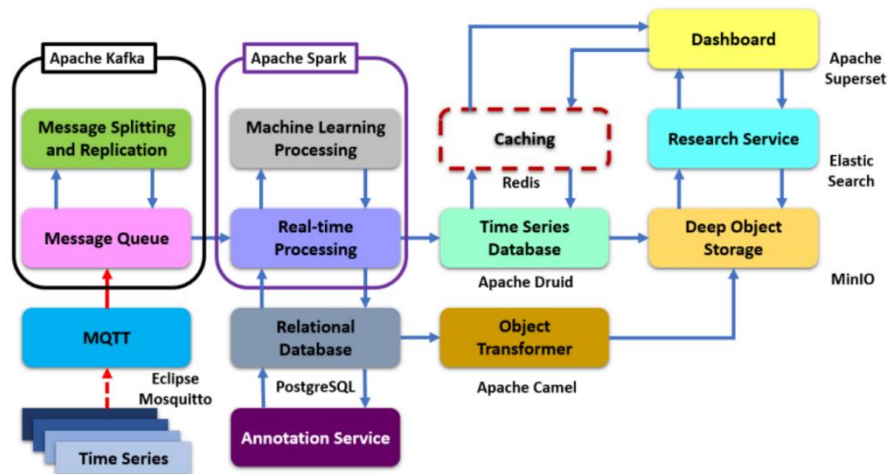 Apache Kafka
Apache Spark
Dashboard
Apache
Superset
Message Splitting
and Replication
Machine Learning
Processing
Caching
Redis
Research Service
Elastic
Search
Message Queue
Real-time
Processing
Time Series
Database
Apache Druid
Deep Object
Storage
MinIO
MQTT
Eclipse
Mosquitto
Relational
Database
PostgreSQL
Object
Transformer
Apache Camel
Time Series
Annotation Service